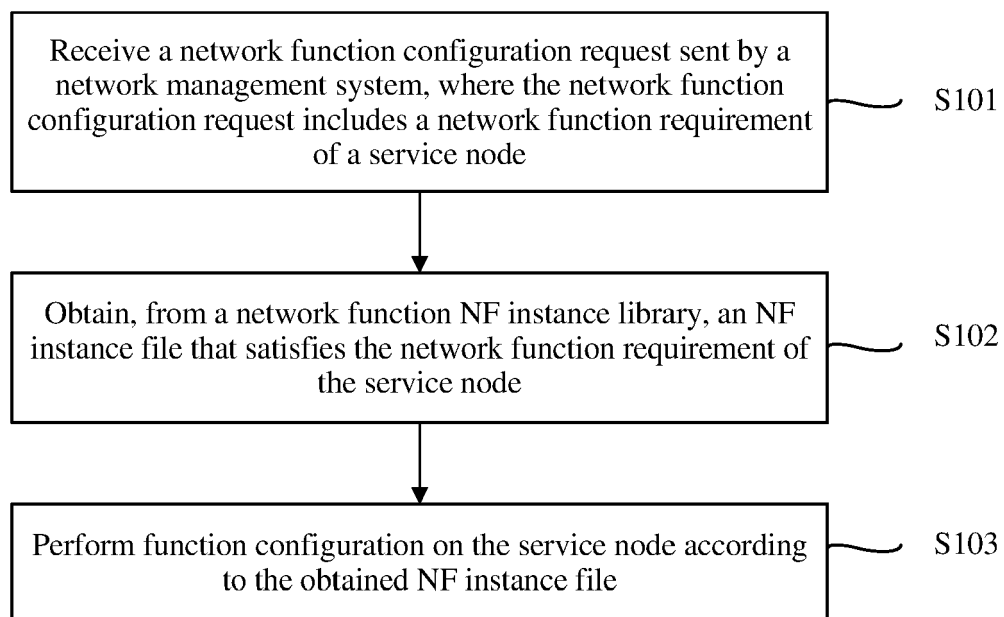 Receive a network function configuration request sent by a
network management system, where the network function
configuration request includes a network function requirement
of a service node
S101
Obtain, from a network function NF instance library, an NF
instance file that satisfies the network function requirement of
the service node
S102
Perform function configuration on the service node according
to the obtained NF instance file
S103